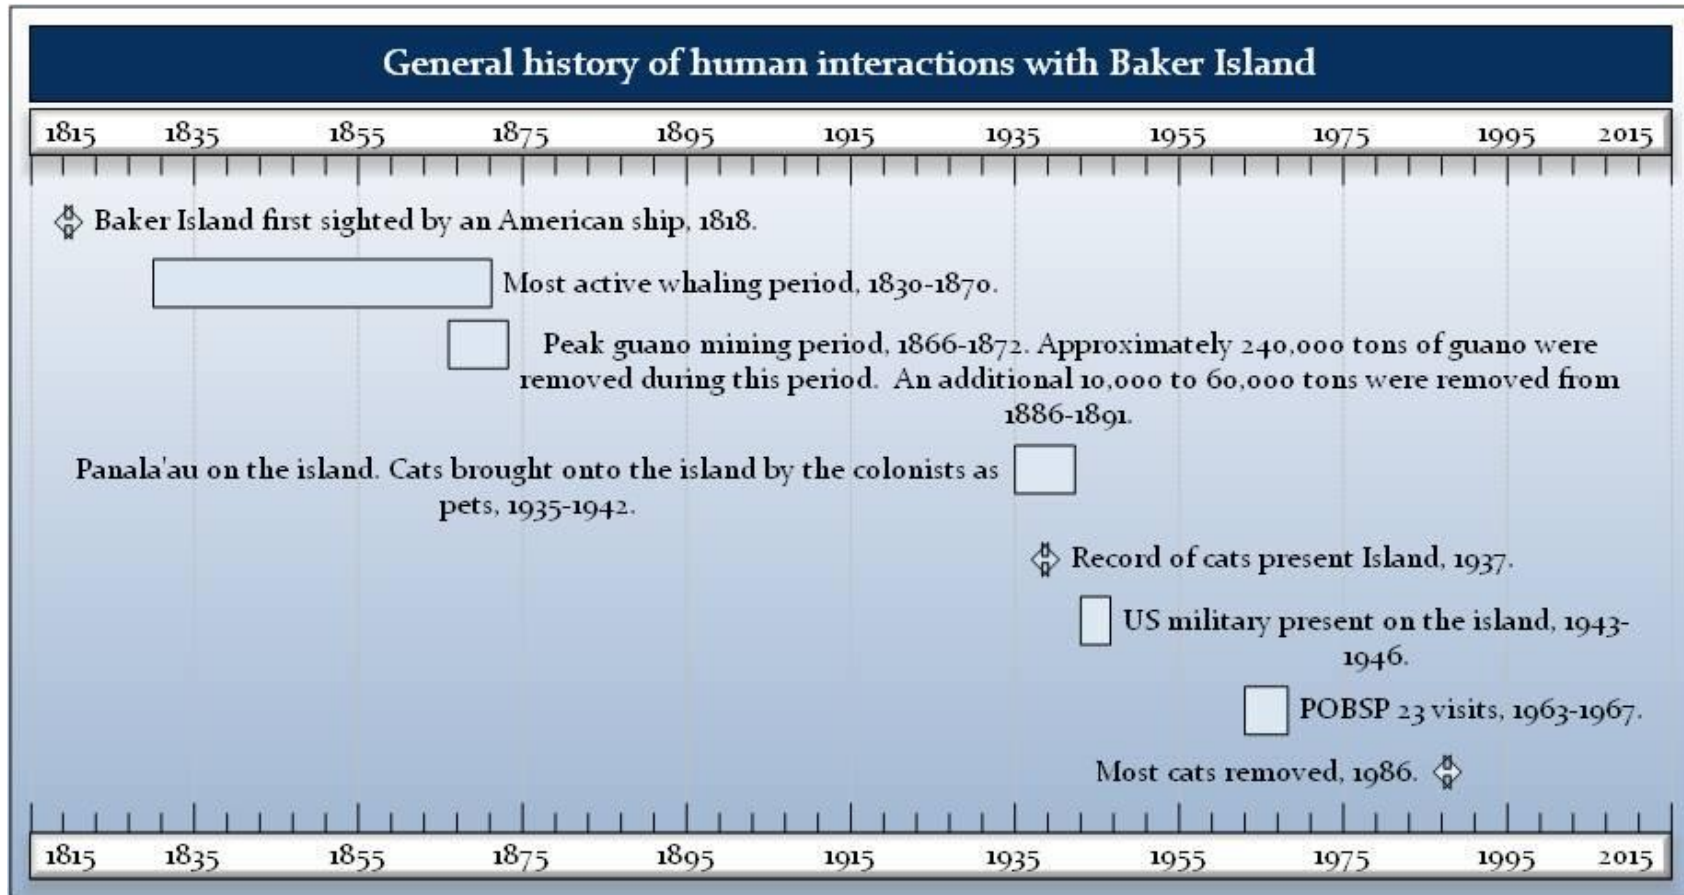 General history of human interactions with Baker Island
1815 1835 1855 1875 1895 1915 1935 1955 1975 1995 2015
Baker Island first sighted by an American ship, 1818.
Most active whaling period, 1830-1870.
Peak guano mining period, 1866-1872. Approximately 240,000 tons of guano were
removed during this period. An additional 10,000 to 60,000 tons were removed from
1886-1891.
Panala'au on the island. Cats brought onto the island by the colonists as
pets, 1935-1942.
Record of cats present Island, 1937.
US military present on the island, 1943-
1946.
POBSP 23 visits, 1963-1967.
Most cats removed, 1986.
1815 1835 1855 1875 1895 1915 1935 1955 1975 1995 2015